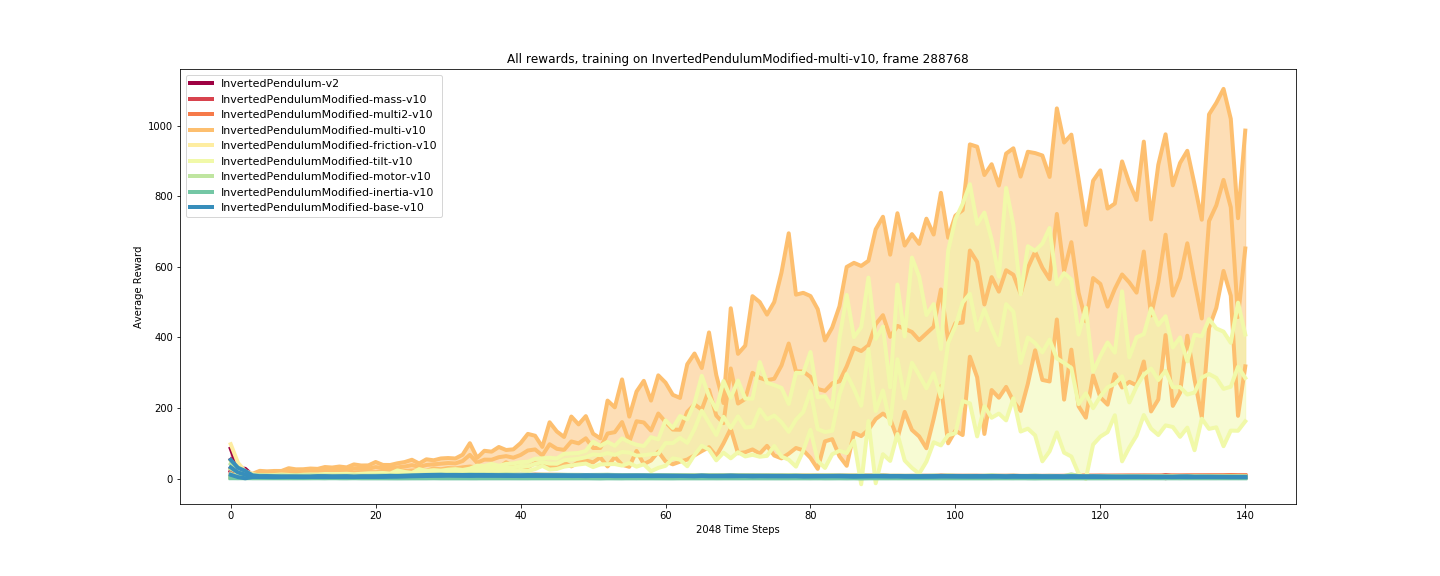 All rewards, training on InvertedPendulumModified-multi-v10, frame 288768
InvertedPendulum-v2
InvertedPendulumModified-mass-v10
InvertedPendulumModified-multi2-v10
InvertedPendulumModified-multi-v10
InvertedPendulumModified-friction-v10
InvertedPendulumModified-tilt-v10
InvertedPendulumModified-motor-v10
InvertedPendulumModified-inertia-v10
InvertedPendulumModified-base-v10
Average Reward
1000
800
600
400
200
0
0 20 40 60 80 100 120 140
2048 Time Steps